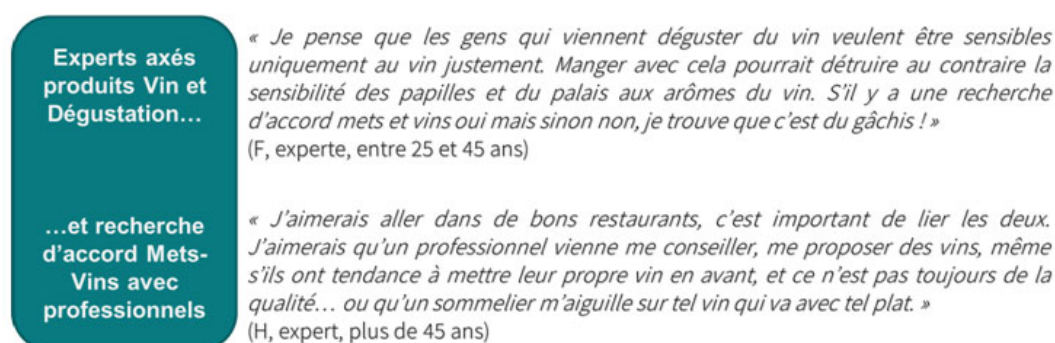 Experts axés
produits Vin et
Dégustation…
« Je pense que les gens qui viennent déguster du vin veulent être sensibles
uniquement au vin justement. Manger avec cela pourrait détruire au contraire la
sensibilité des papilles et du palais aux arômes du vin. S’il y a une recherche
d’accord mets et vins oui mais sinon non, je trouve que c’est du gâchis ! »
(F, experte, entre 25 et 45 ans)
…et recherche
d’accord Mets-
Vins avec
professionnels
« J’aimerais aller dans de bons restaurants, c’est important de lier les deux.
J’aimerais qu’un professionnel vienne me conseiller, me proposer des vins, même
s’ils ont tendance à mettre leur propre vin en avant, et ce n’est pas toujours de la
qualité… ou qu’un sommelier m’aiguille sur tel vin qui va avec tel plat. »
(H, expert, plus de 45 ans)